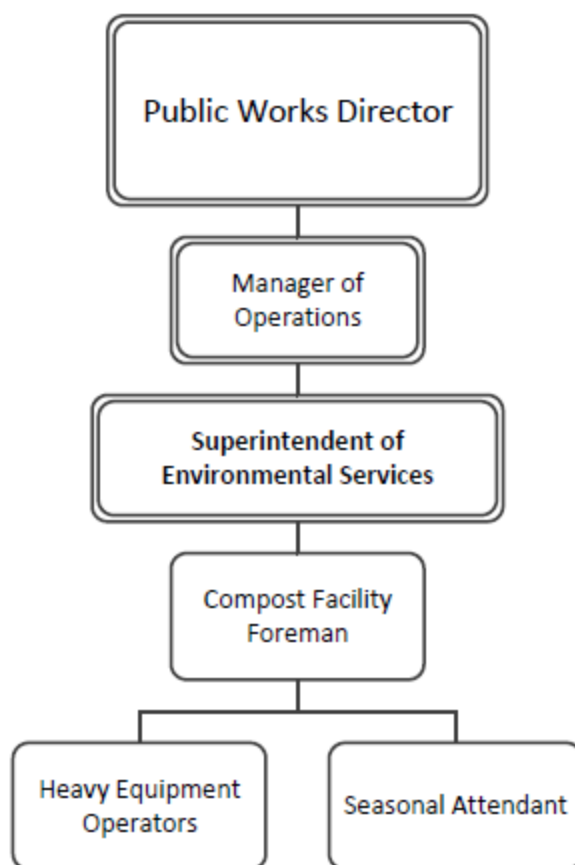 Public Works Director
Manager of
Operations
Superintendent of
Environmental Services
Compost Facility
Foreman
Heavy Equipment
Operators
Seasonal Attendant